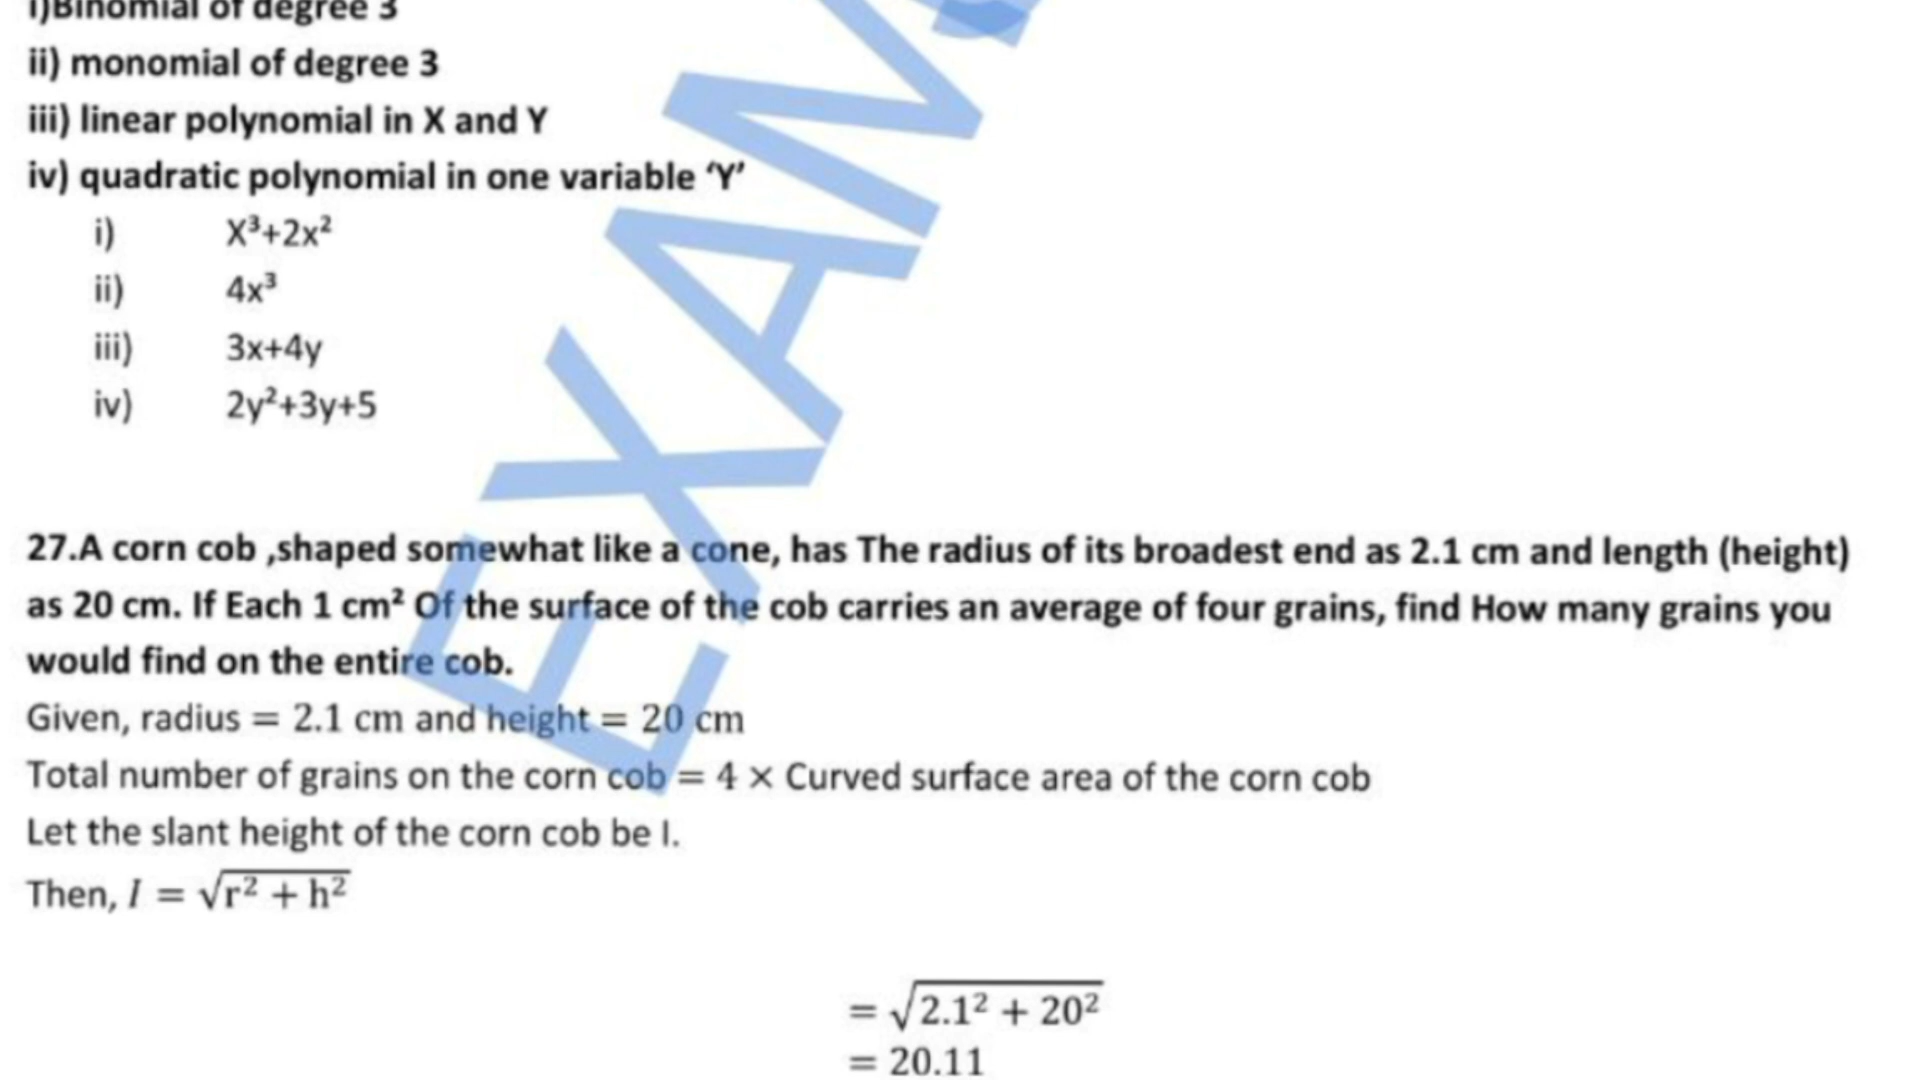 i)Binomial of degree 3
ii) monomial of degree 3
iii) linear polynomial in X and Y
iv) quadratic polynomial in one variable ‘Y’
i) X³+2x²
ii) 4x³
iii) 3x+4y
iv) 2y²+3y+5
EXAM
27.A corn cob ,shaped somewhat like a cone, has The radius of its broadest end as 2.1 cm and length (height)
as 20 cm. If Each 1 cm² Of the surface of the cob carries an average of four grains, find How many grains you
would find on the entire cob.
Given, radius = 2.1 cm and height = 20 cm
Total number of grains on the corn cob = 4 × Curved surface area of the corn cob
Let the slant height of the corn cob be l.
Then, l = √r² + h²
= √2.1² + 20²
= 20.11